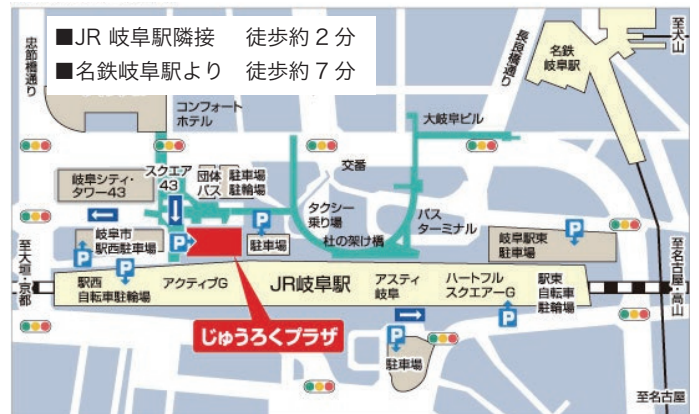 ■JR 岐阜駅隣接 徒歩約 2 分
■名鉄岐阜駅より 徒歩約 7 分
忠節橋通り
長良橋通り
至犬山
名鉄
岐阜駅
コンフォート
ホテル
大岐阜ビル
岐阜シティ・
タワー43
スクエア
43
団体
バス
駐車場
駐輪場
交番
タクシー
乗り場
バス
ターミナル
杜の架け橋
岐阜市
駅西駐車場
P
P
P
駐車場
P
岐阜駅東
駐車場
P
至大垣・京都
駅西
自転車駐輪場
P
アクティブG
JR岐阜駅
アスティ
岐阜
ハートフル
スクエアーG
駅東
自転車
駐輪場
P
至名古屋・高山
じゅうろくプラザ
P
駐車場
至名古屋